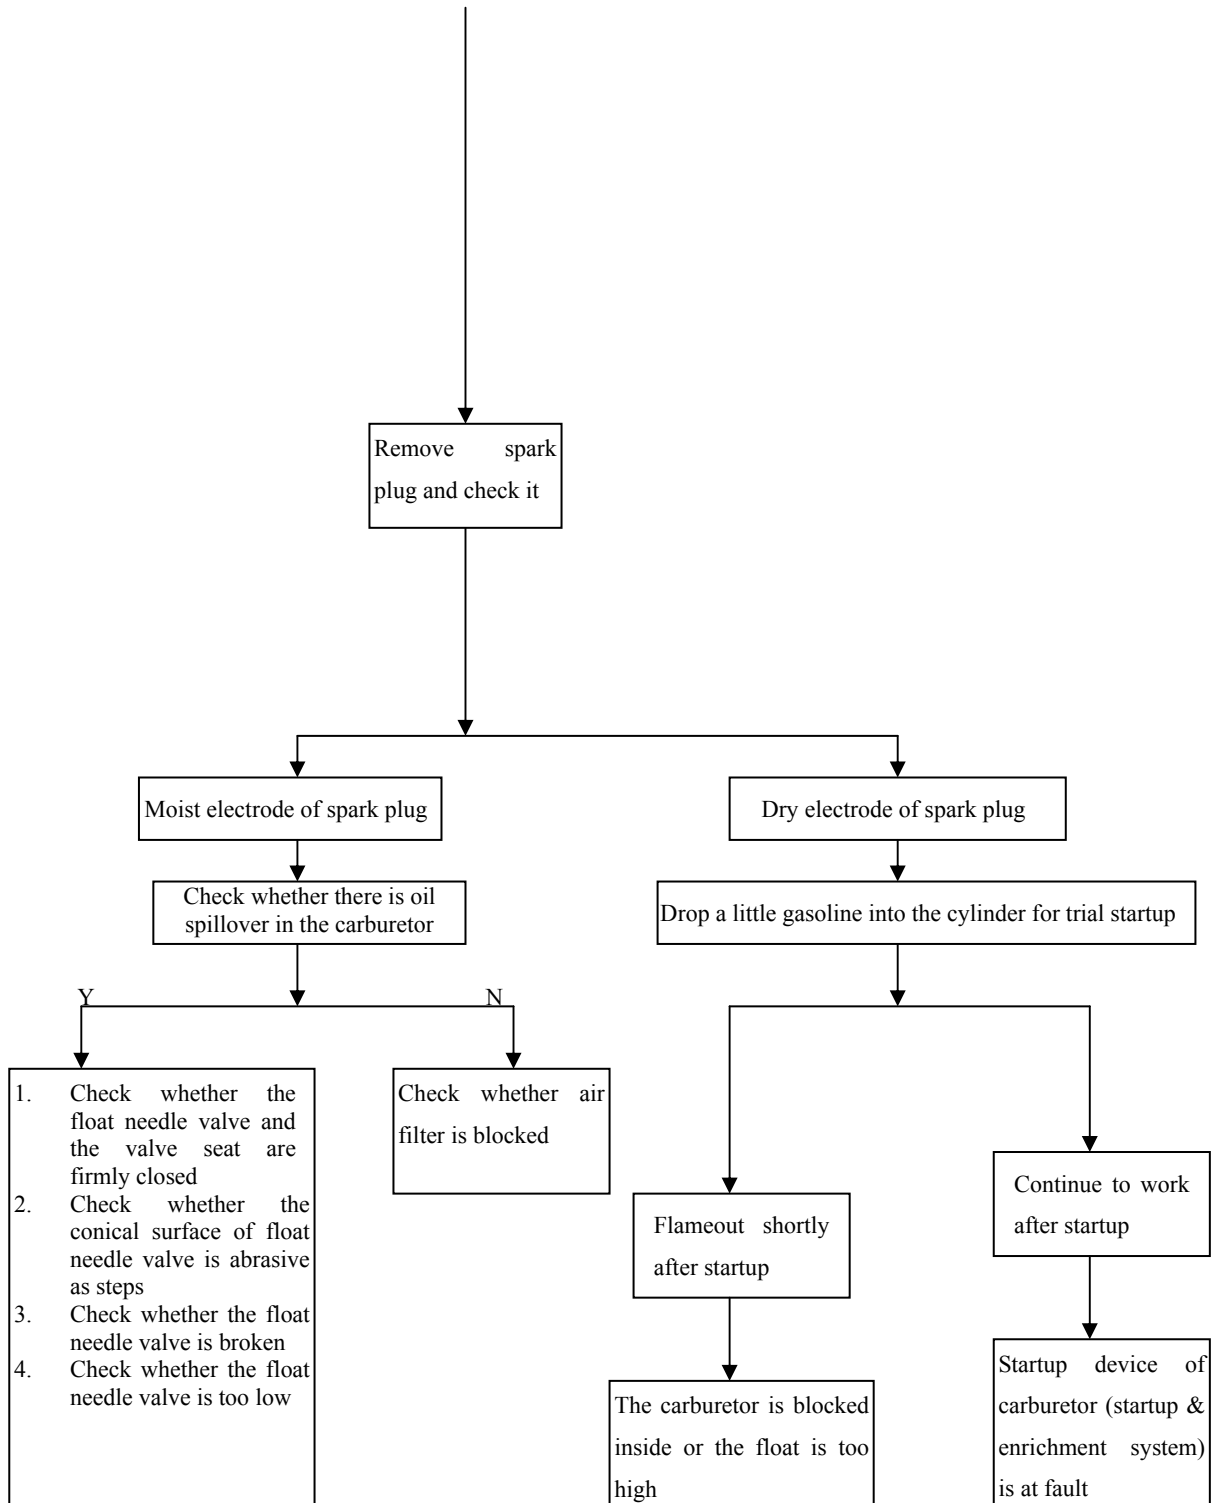 Remove spark
plug and check it
Moist electrode of spark plug
Dry electrode of spark plug
Check whether there is oil
spillover in the carburetor
Drop a little gasoline into the cylinder for trial startup
Y
N
1. Check whether the
float needle valve and
the valve seat are
firmly closed
2. Check whether the
conical surface of float
needle valve is abrasive
as steps
3. Check whether the float
needle valve is broken
4. Check whether the float
needle valve is too low
Check whether air
filter is blocked
Flameout shortly
after startup
Continue to work
after startup
The carburetor is blocked
inside or the float is too
high
Startup device of
carburetor (startup &
enrichment system)
is at fault